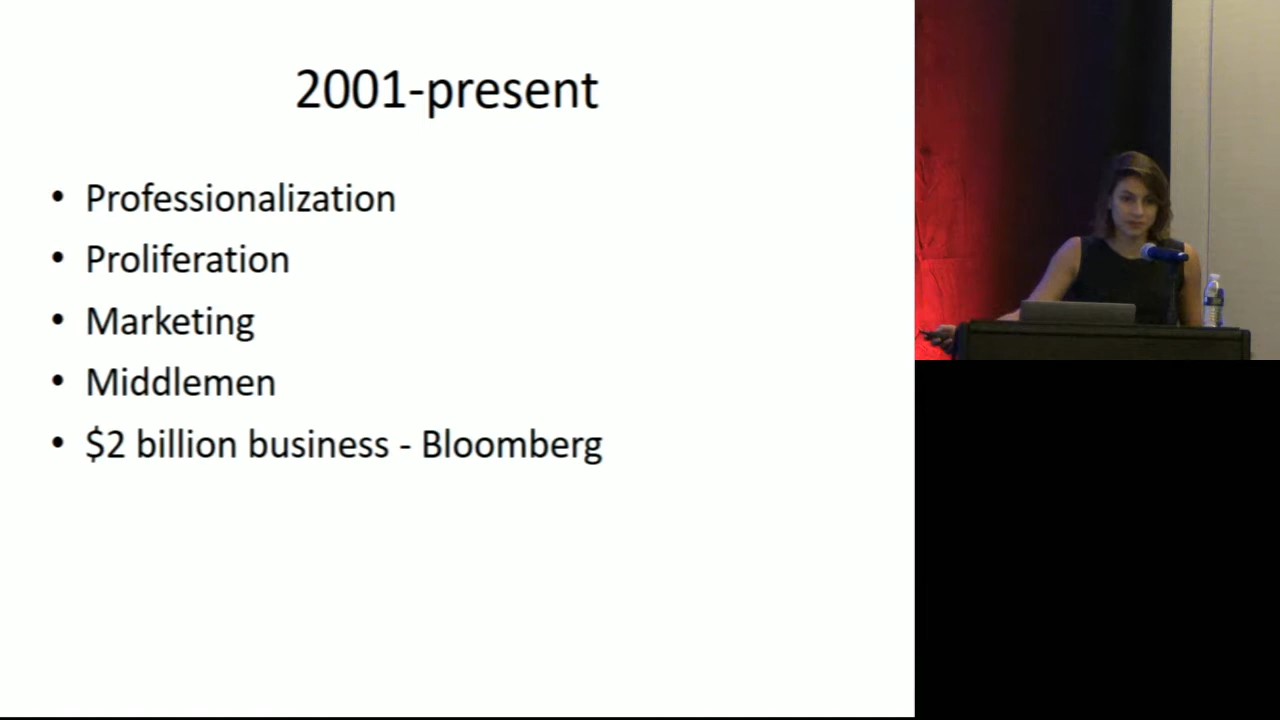 2001-present
• Professionalization
• Proliferation
• Marketing
• Middlemen
• $2 billion business - Bloomberg